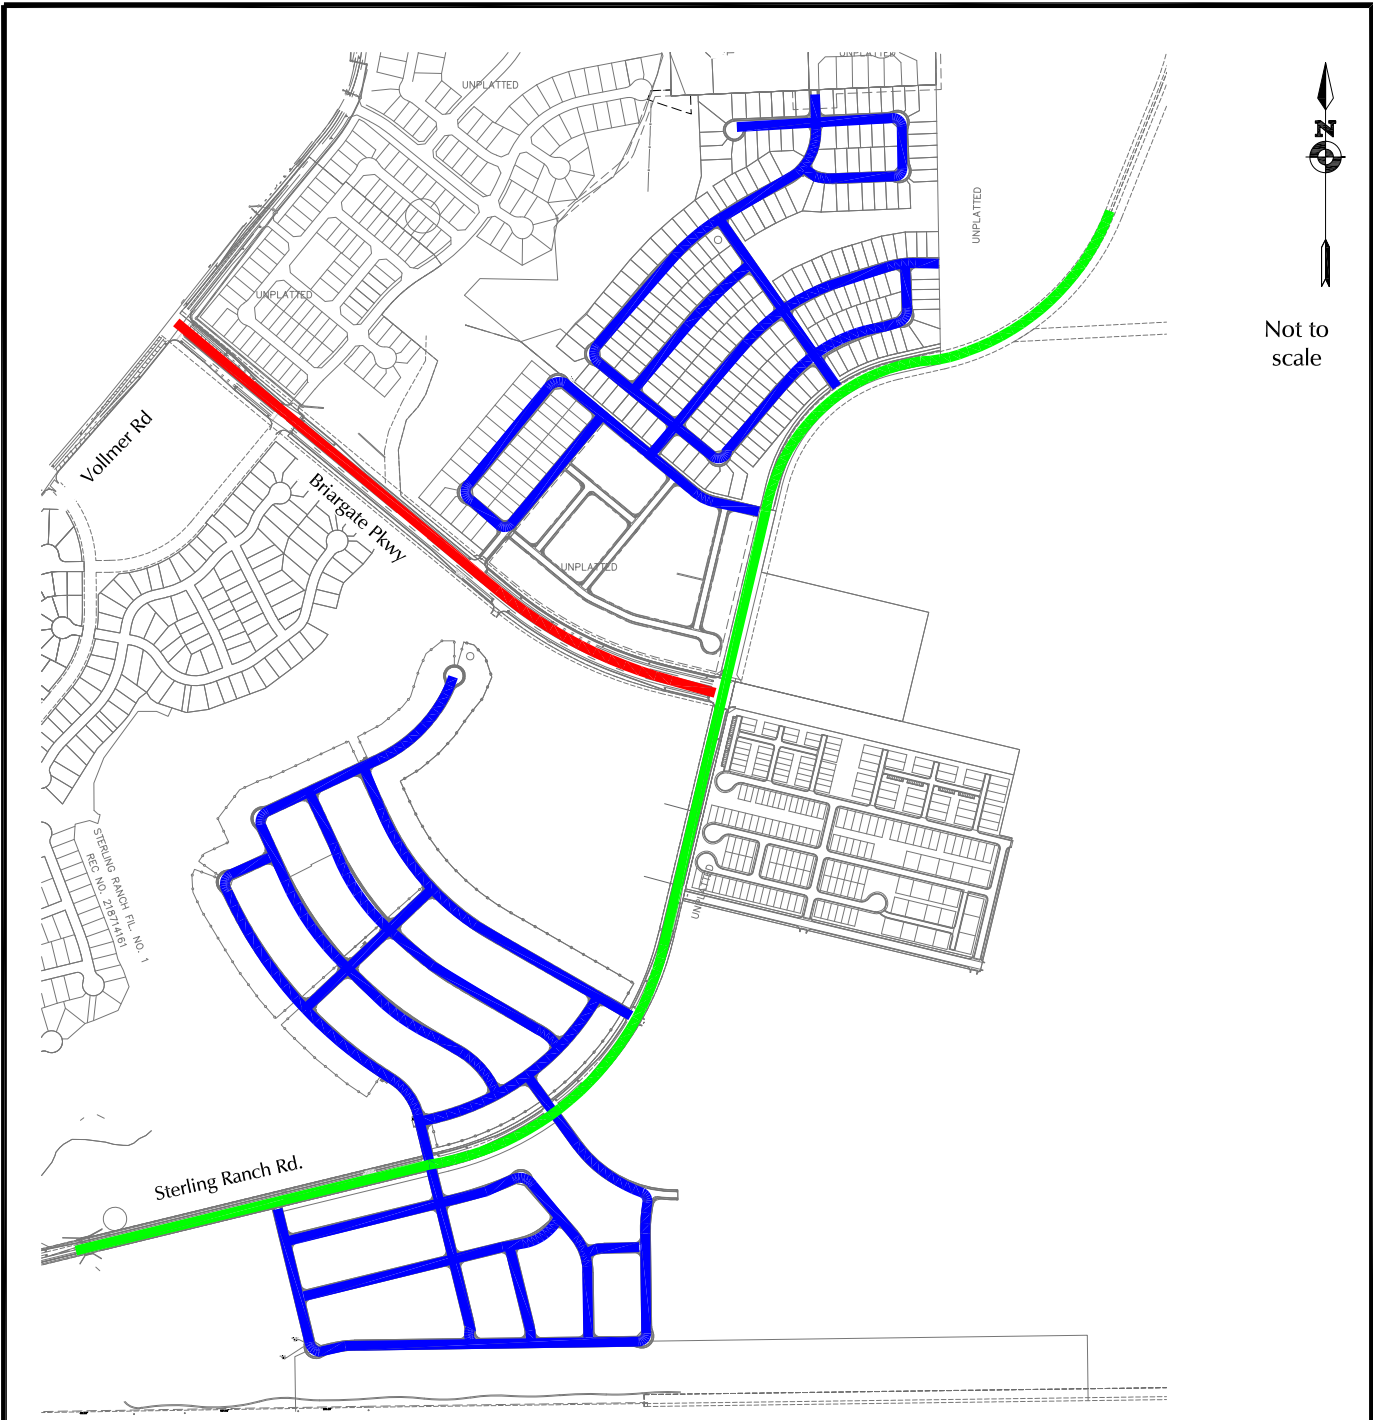 UNPLATTED
UNPLATTED
N
UNPLATTED
UNPLATTED
Not to
scale
Vollmer Rd
Briargate Pkwy
UNPLATTED
STERLING RANCH FIL. NO. 1
REC NO. 218714161
UNPLATTED
Sterling Ranch Rd.